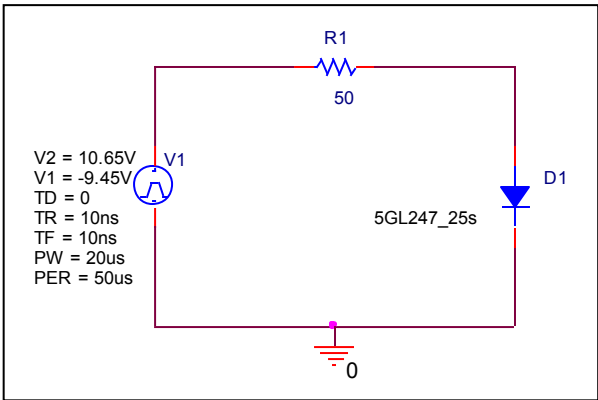 R1
50
V2 = 10.65V
V1 = -9.45V
TD = 0
TR = 10ns
TF = 10ns
PW = 20us
PER = 50us
V1
D1
5GL247_25s
0